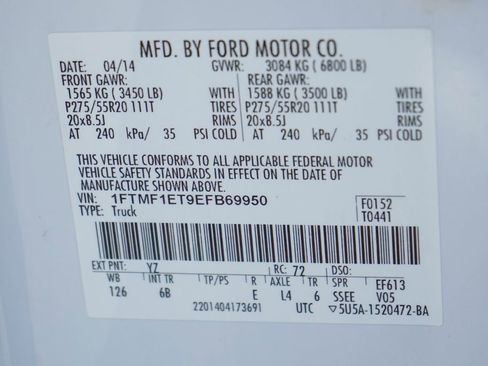 MFD. BY FORD MOTOR CO.
DATE: 04/14 GVWR: 3084 KG ( 6800 LB)
FRONT GAWR: REAR GAWR:
1565 KG ( 3450 LB) WITH 1588 KG ( 3500 LB) WITH
P275/55R20 111T TIRES P275/55R20 111T TIRES
20x8.5J RIMS 20x8.5J RIMS
AT 240 kPa/ 35 PSI COLD AT 240 kPa/ 35 PSI COLD
THIS VEHICLE CONFORMS TO ALL APPLICABLE FEDERAL MOTOR
VEHICLE SAFETY STANDARDS IN EFFECT ON THE DATE OF
MANUFACTURE SHOWN ABOVE.
VIN: 1FTMF1ET9EFB69950 F0152
TYPE: Truck T0441
EXT PNT: YZ RC: 72 DSO:
WB INT TR TP/PS R AXLE TR SPR EF613
126 6B E L4 6 SSEE V05
2201404173691 UTC ▽5U5A-1520472-BA